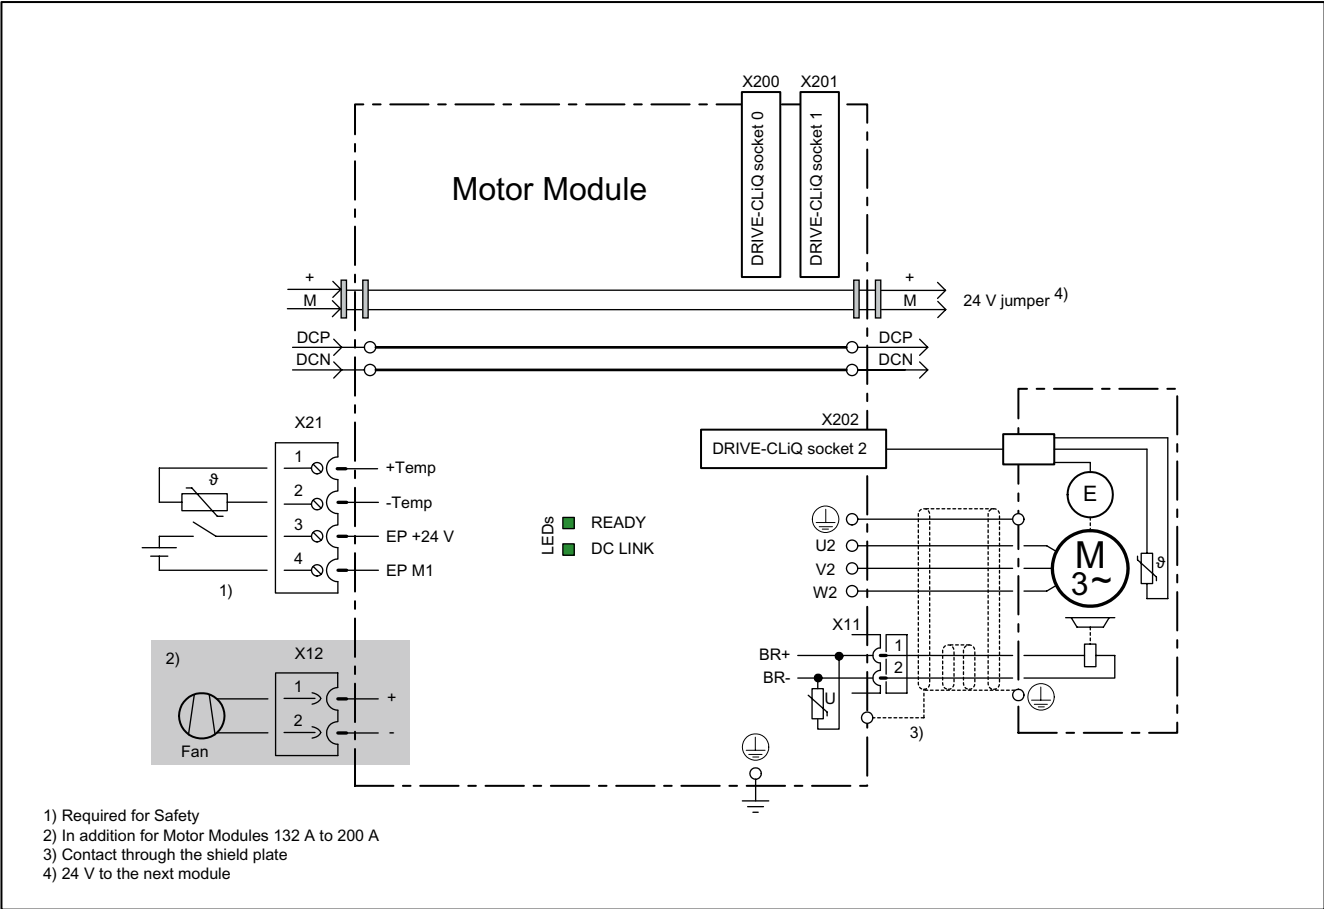 X200 X201
DRIVE-CLiQ socket 0
DRIVE-CLiQ socket 1
Motor Module
+ +
M M 24 V jumper 4)
DCP DCP
DCN DCN
X21 X202
DRIVE-CLiQ socket 2
1 +Temp
ϑ
2 -Temp
3 EP +24 V
4 EP M1
1)
LEDs
READY
DC LINK
E
U2
V2
W2
M
3~
ϑ
X11
BR+ 1
BR- 2
U
3)
2) X12
1 +
2 -
Fan
1) Required for Safety
2) In addition for Motor Modules 132 A to 200 A
3) Contact through the shield plate
4) 24 V to the next module